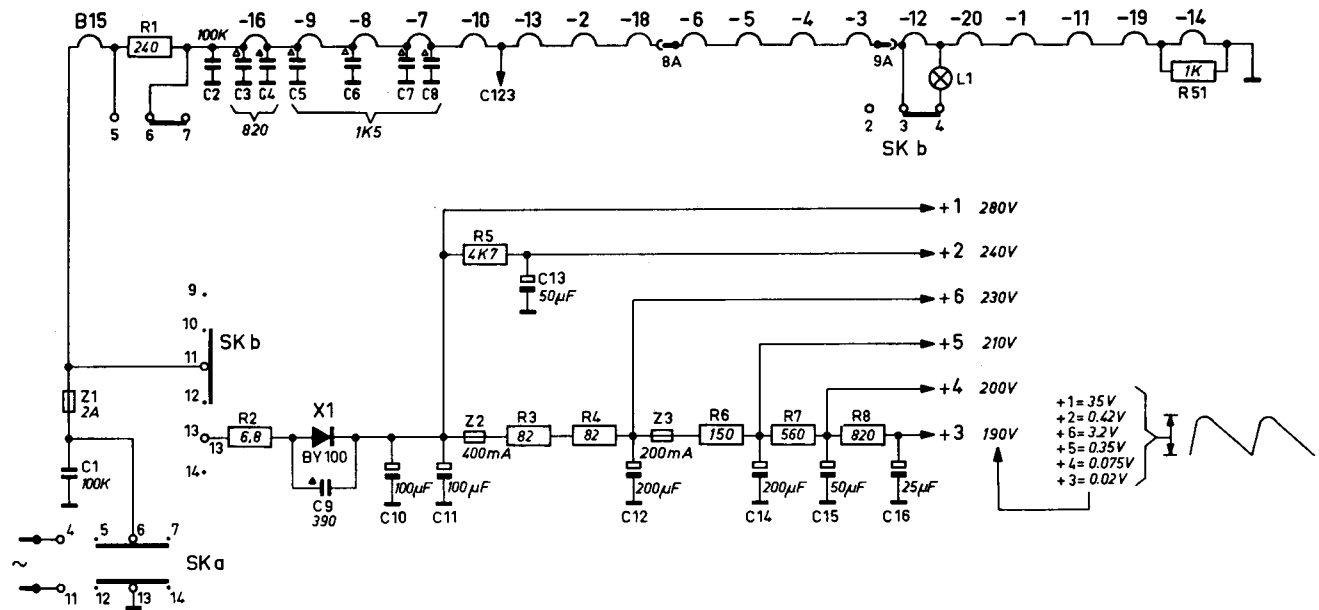 B15 -16 -9 -8 -7 -10 -13 -2 -18 -6 -5 -4 -3 -12 -20 -1 -11 -19 -14
R1
240
100K
C2 C3 C4 C5 C6 C7 C8 C123 8A 9A L1
1K
R51
5 6 7
820
1K5
2 3 4
SK b
+1 280V
R5
4K7
+2 240V
C13
50µF
+6 230V
9
10
SK b
11
+5 210V
12
+4 200V
Z1
2A
13
13
R2
6,8
X1
BY100
Z2
400mA
R3
82
R4
82
Z3
200mA
R6
150
R7
560
R8
820
+3 190V
+1=35V
+2=0.42V
+6=3.2V
+5=0.35V
+4=0.075V
+3=0.02V
14
C1
100K
C9
390
100µF
C10
100µF
C11
200µF
C12
200µF
C14
50µF
C15
25µF
C16
4 5 6 7
~
SKa
11 12 13 14